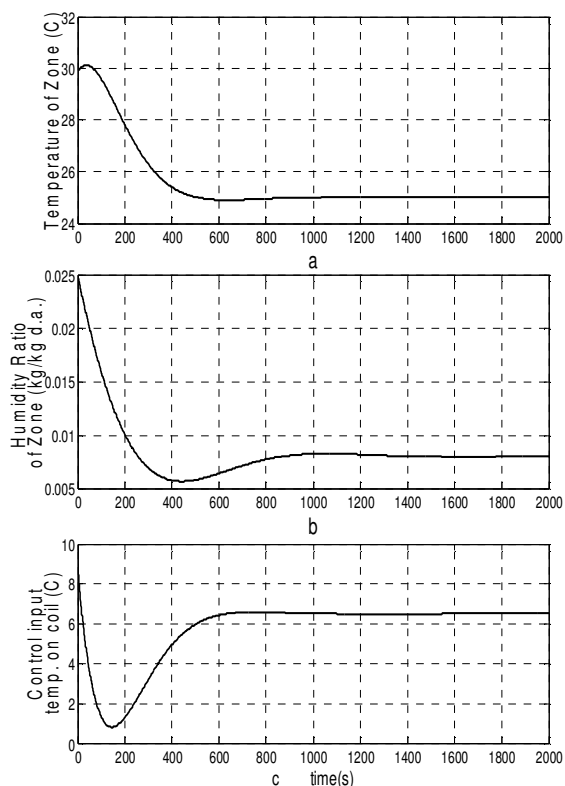 Temperature of Zone (C)
32
30
28
26
24
0 200 400 600 800 1000 1200 1400 1600 1800 2000
a
Humidity Ratio
of Zone (kg/kg d.a.)
0.025
0.02
0.015
0.01
0.005
0 200 400 600 800 1000 1200 1400 1600 1800 2000
b
Control input
temp. on coil (C)
10
8
6
4
2
0
0 200 400 600 800 1000 1200 1400 1600 1800 2000
c time(s)